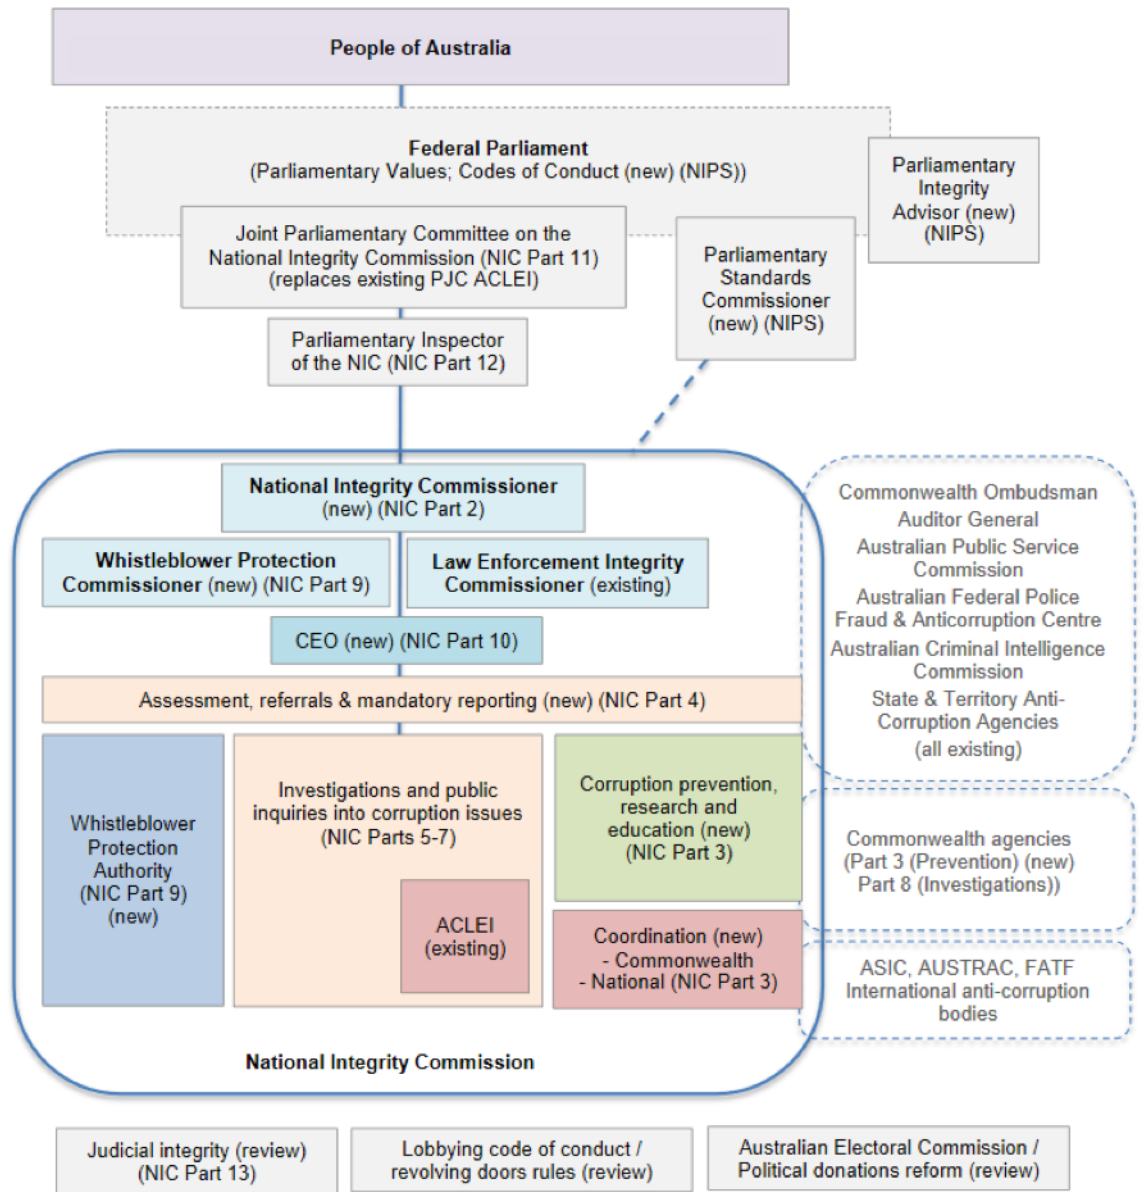 People of Australia
Federal Parliament
(Parliamentary Values; Codes of Conduct (new) (NIPS))
Parliamentary
Integrity
Advisor (new)
(NIPS)
Joint Parliamentary Committee on the
National Integrity Commission (NIC Part 11)
(replaces existing PJC ACLEI)
Parliamentary
Standards
Commissioner
(new) (NIPS)
Parliamentary Inspector
of the NIC (NIC Part 12)
National Integrity Commissioner
(new) (NIC Part 2)
Whistleblower Protection
Commissioner (new) (NIC Part 9)
Law Enforcement Integrity
Commissioner (existing)
CEO (new) (NIC Part 10)
Assessment, referrals & mandatory reporting (new) (NIC Part 4)
Whistleblower
Protection
Authority
(NIC Part 9)
(new)
Investigations and public
inquiries into corruption issues
(NIC Parts 5-7)
ACLEI
(existing)
Corruption prevention,
research and
education (new)
(NIC Part 3)
Coordination (new)
- Commonwealth
- National (NIC Part 3)
National Integrity Commission
Commonwealth Ombudsman
Auditor General
Australian Public Service
Commission
Australian Federal Police
Fraud & Anticorruption Centre
Australian Criminal Intelligence
Commission
State & Territory Anti-
Corruption Agencies
(all existing)
Commonwealth agencies
(Part 3 (Prevention) (new)
Part 8 (Investigations))
ASIC, AUSTRAC, FATF
International anti-corruption
bodies
Judicial integrity (review)
(NIC Part 13)
Lobbying code of conduct /
revolving doors rules (review)
Australian Electoral Commission /
Political donations reform (review)